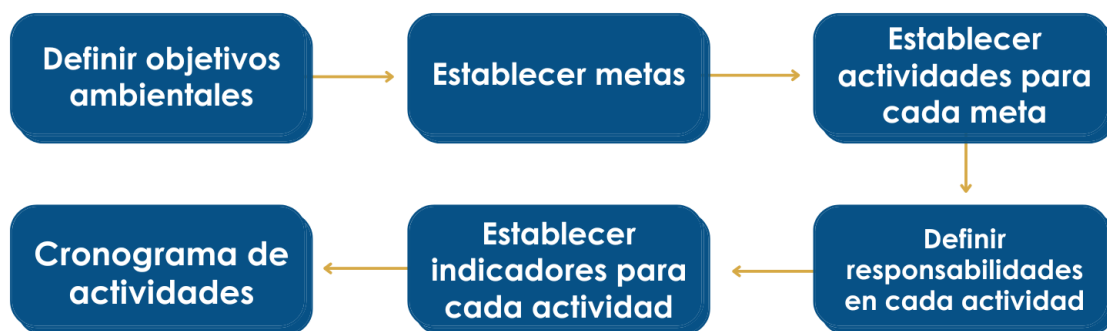 Definir objetivos
ambientales
Establecer metas
Establecer
actividades para
cada meta
Definir
responsabilidades
en cada actividad
Establecer
indicadores para
cada actividad
Cronograma de
actividades